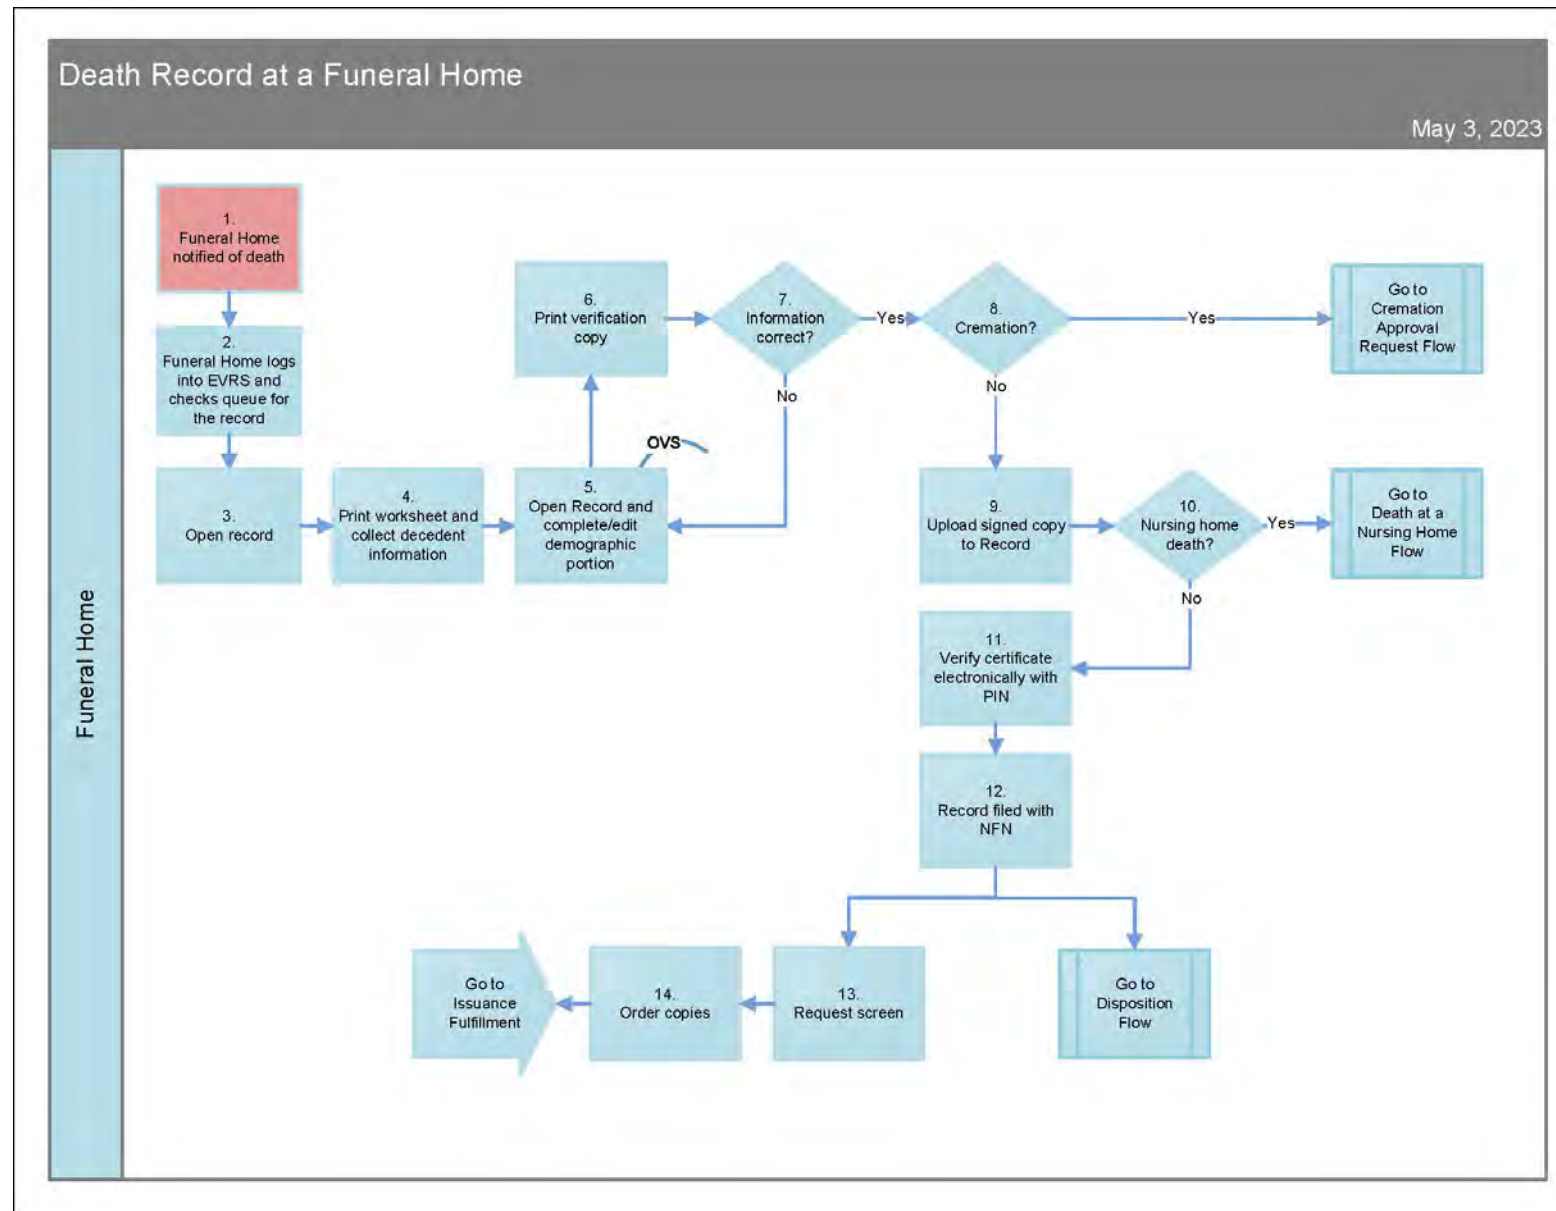 Death Record at a Funeral Home
May 3, 2023
Funeral Home
1.
Funeral Home
notified of death
2.
Funeral Home logs
into EVRS and
checks queue for
the record
3.
Open record
4.
Print worksheet and
collect decedent
information
5.
Open Record and
complete/edit
demographic
portion
OVS
6.
Print verification
copy
7.
Information
correct?
Yes
No
8.
Cremation?
Yes
No
Go to
Cremation
Approval
Request Flow
9.
Upload signed copy
to Record
10.
Nursing home
death?
Yes
No
Go to
Death at a
Nursing Home
Flow
11.
Verify certificate
electronically with
PIN
12.
Record filed with
NFN
13.
Request screen
14.
Order copies
Go to
Issuance
Fulfillment
Go to
Disposition
Flow